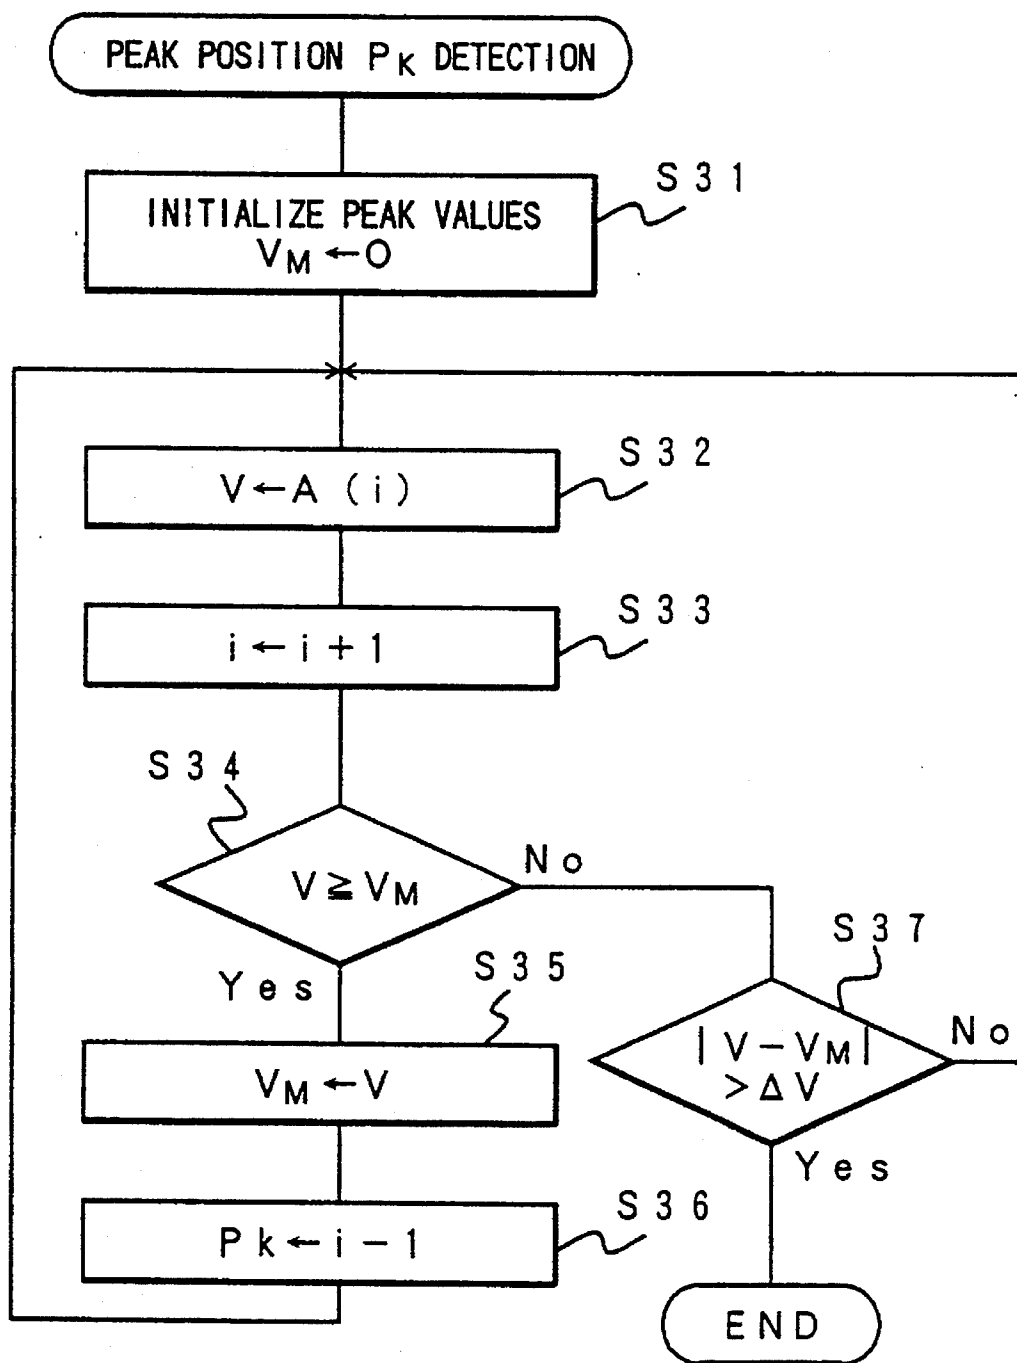 PEAK POSITION PK DETECTION
S31
INITIALIZE PEAK VALUES
VM ← 0
S32
V ← A (i)
S33
i ← i + 1
S34
V ≧ VM
No
Yes
S35
VM ← V
S36
Pk ← i − 1
S37
| V − VM |
> Δ V
No
Yes
END